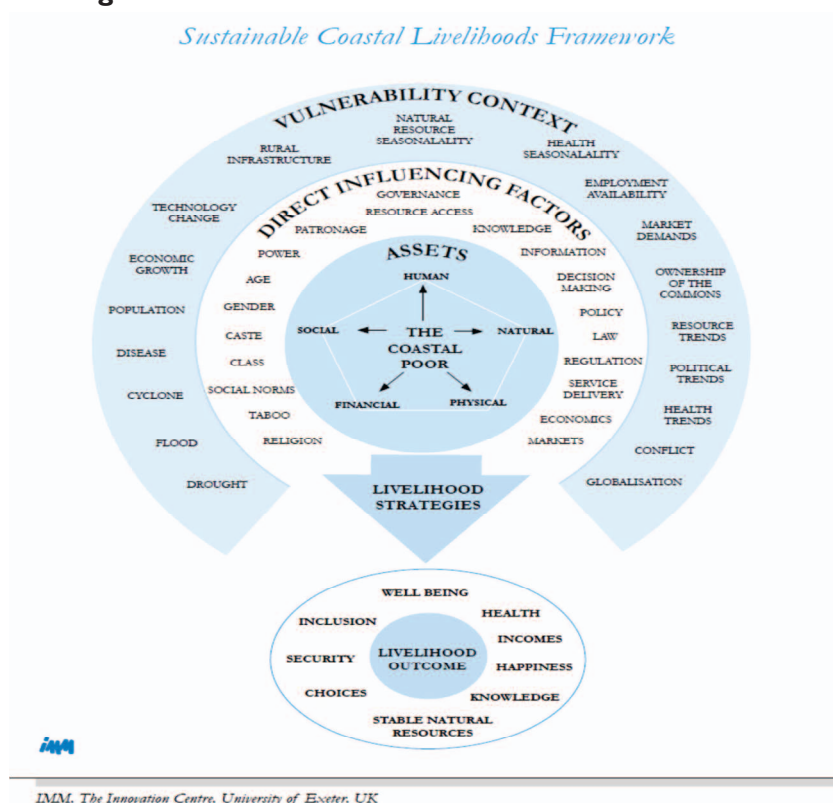 Sustainable Coastal Livelihoods Framework
VULNERABILITY CONTEXT
NATURAL
RESOURCE
SEASONALALITY
HEALTH
SEASONALALITY
RURAL
INFRASTRUCTURE
EMPLOYMENT
AVAILABILITY
TECHNOLOGY
CHANGE
MARKET
DEMANDS
ECONOMIC
GROWTH
OWNERSHIP
OF THE
COMMONS
POPULATION
RESOURCE
TRENDS
DISEASE
POLITICAL
TRENDS
CYCLONE
HEALTH
TRENDS
FLOOD
CONFLICT
DROUGHT
GLOBALISATION
DIRECT INFLUENCING FACTORS
GOVERNANCE
RESOURCE ACCESS
PATRONAGE
KNOWLEDGE
POWER
INFORMATION
AGE
DECISION
MAKING
GENDER
POLICY
CASTE
LAW
CLASS
REGULATION
SOCIAL NORMS
SERVICE
DELIVERY
TABOO
ECONOMICS
RELIGION
MARKETS
ASSETS
HUMAN
SOCIAL
THE
COASTAL
POOR
NATURAL
FINANCIAL
PHYSICAL
LIVELIHOOD
STRATEGIES
WELL BEING
INCLUSION
HEALTH
INCOMES
SECURITY
LIVELIHOOD
OUTCOME
HAPPINESS
CHOICES
KNOWLEDGE
STABLE NATURAL
RESOURCES
imm
IMM, The Innovation Centre, University of Exeter, UK